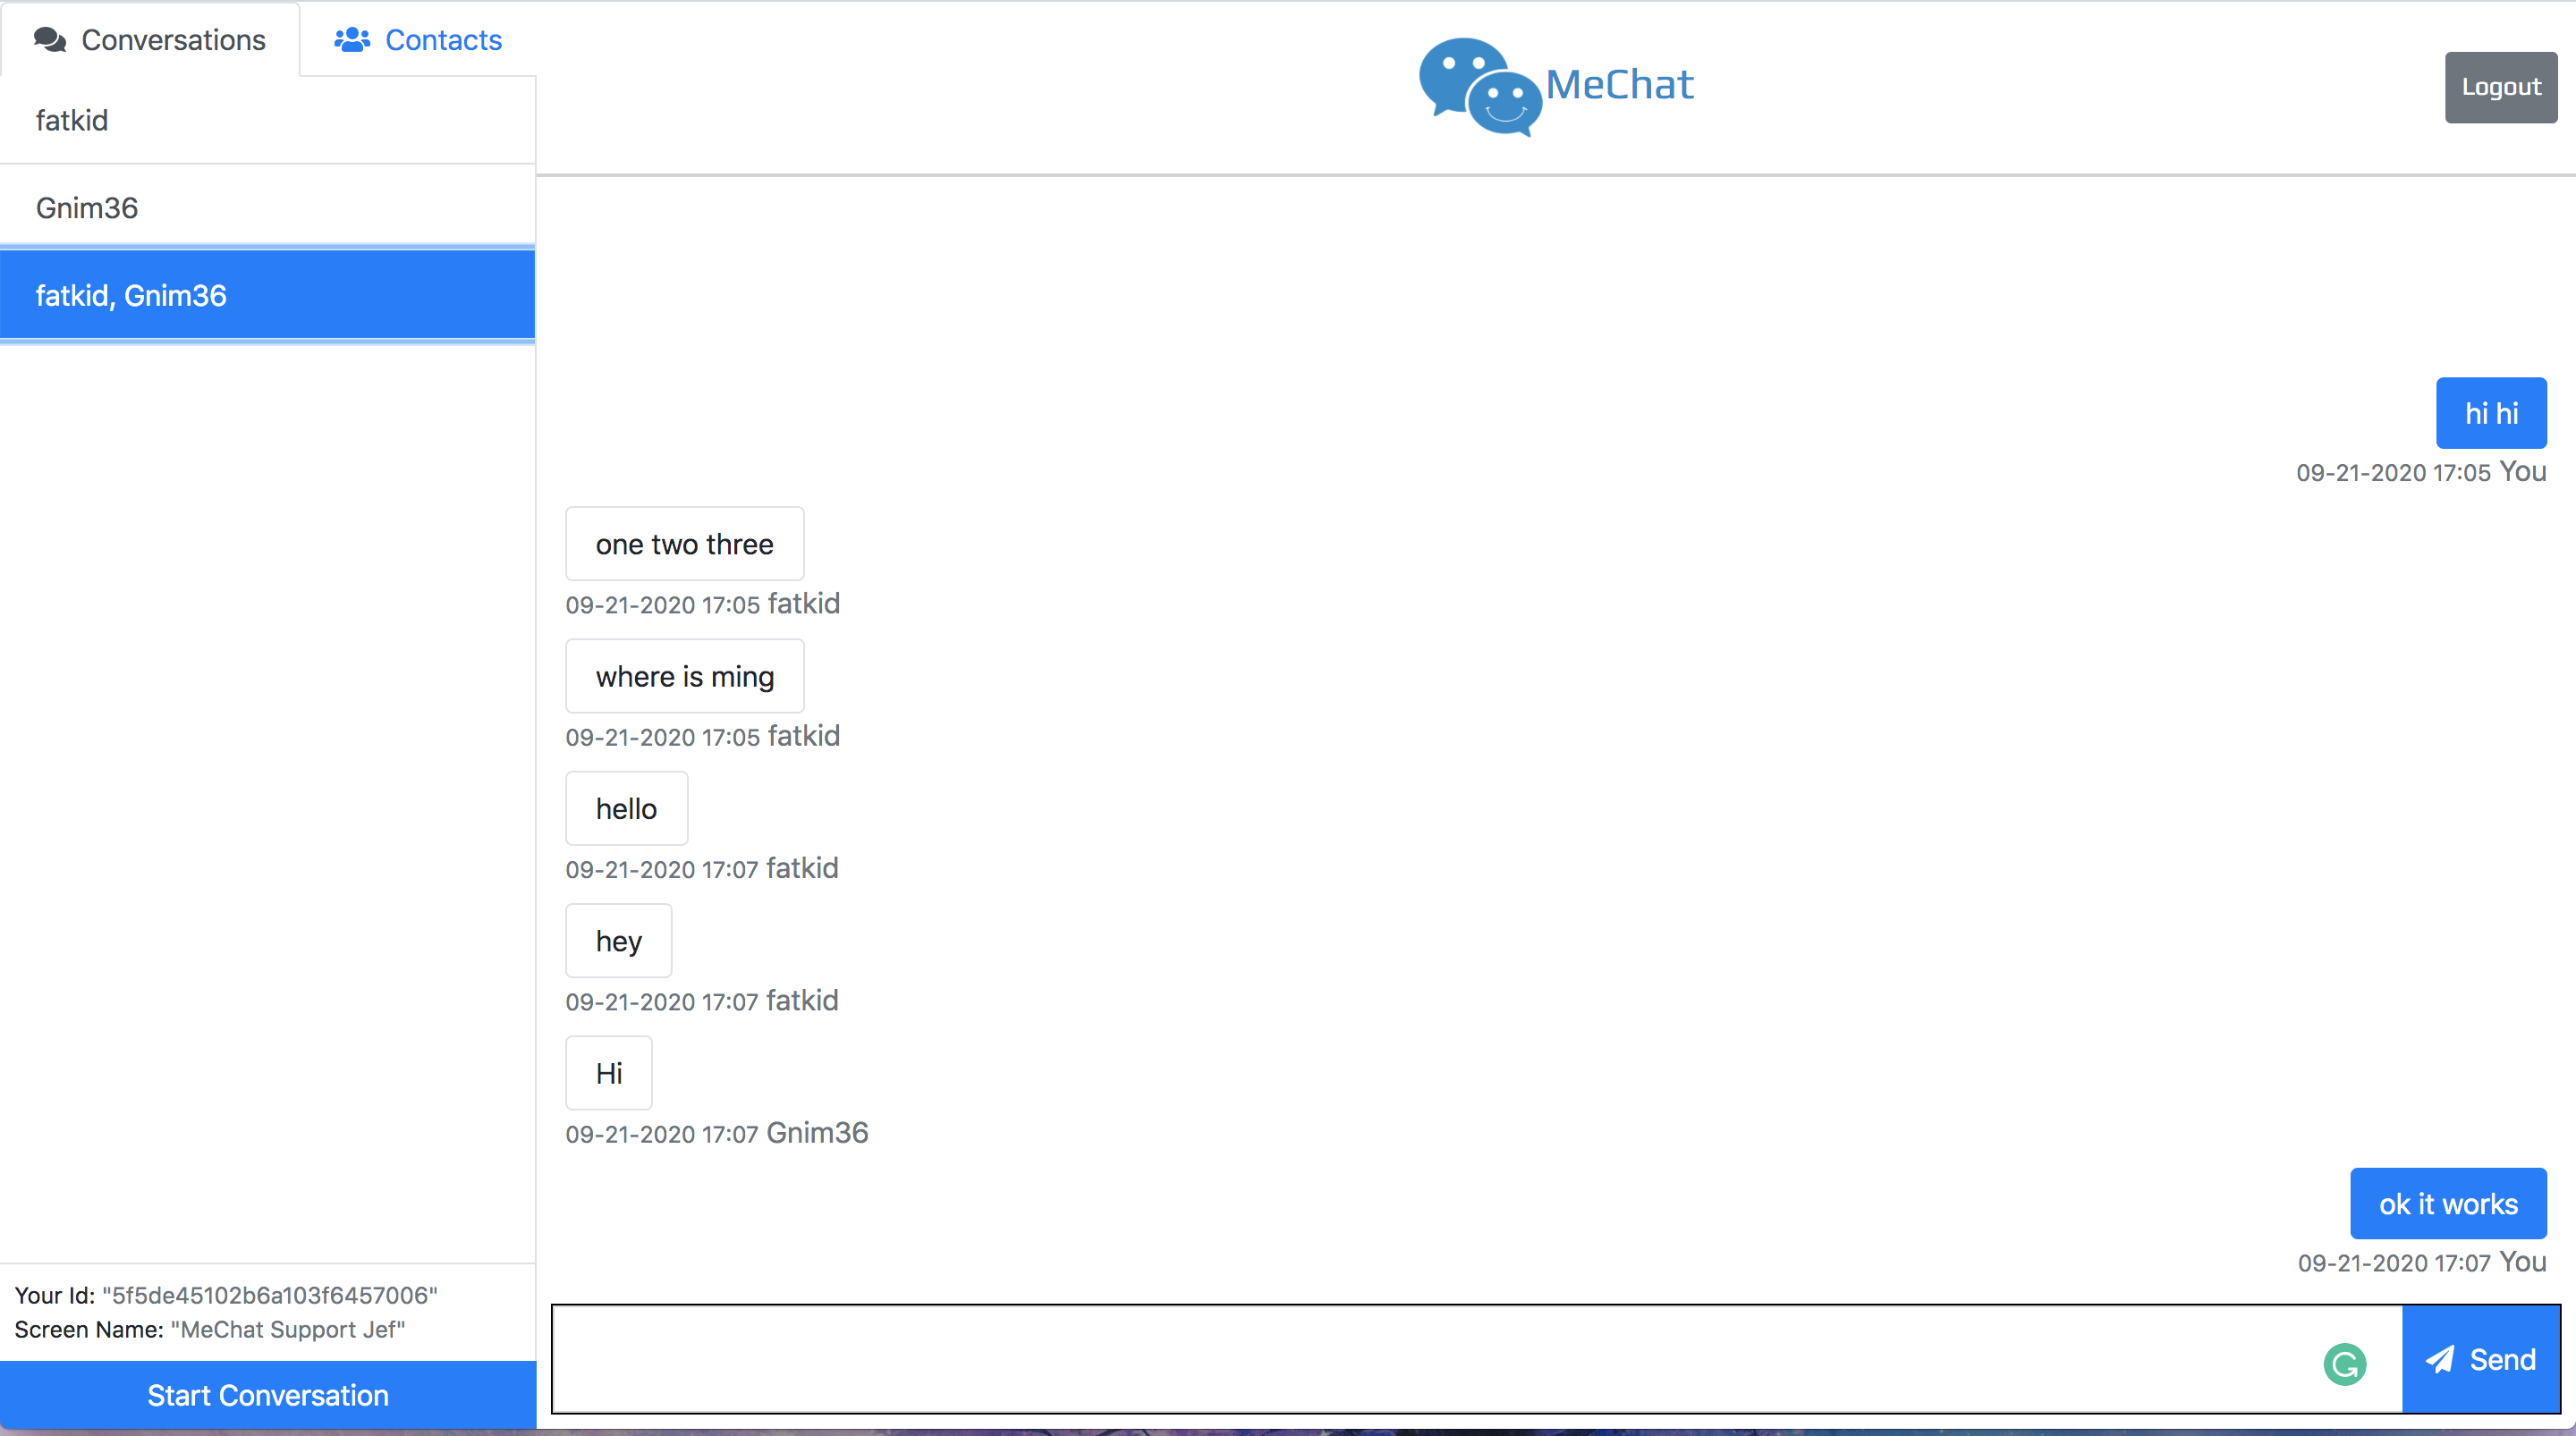 Conversations
Contacts
fatkid
Gnim36
fatkid, Gnim36
Your Id: "5f5de45102b6a103f6457006"
Screen Name: "MeChat Support Jef"
Start Conversation
MeChat
Logout
hi hi
09-21-2020 17:05 You
one two three
09-21-2020 17:05 fatkid
where is ming
09-21-2020 17:05 fatkid
hello
09-21-2020 17:07 fatkid
hey
09-21-2020 17:07 fatkid
Hi
09-21-2020 17:07 Gnim36
ok it works
09-21-2020 17:07 You
Send